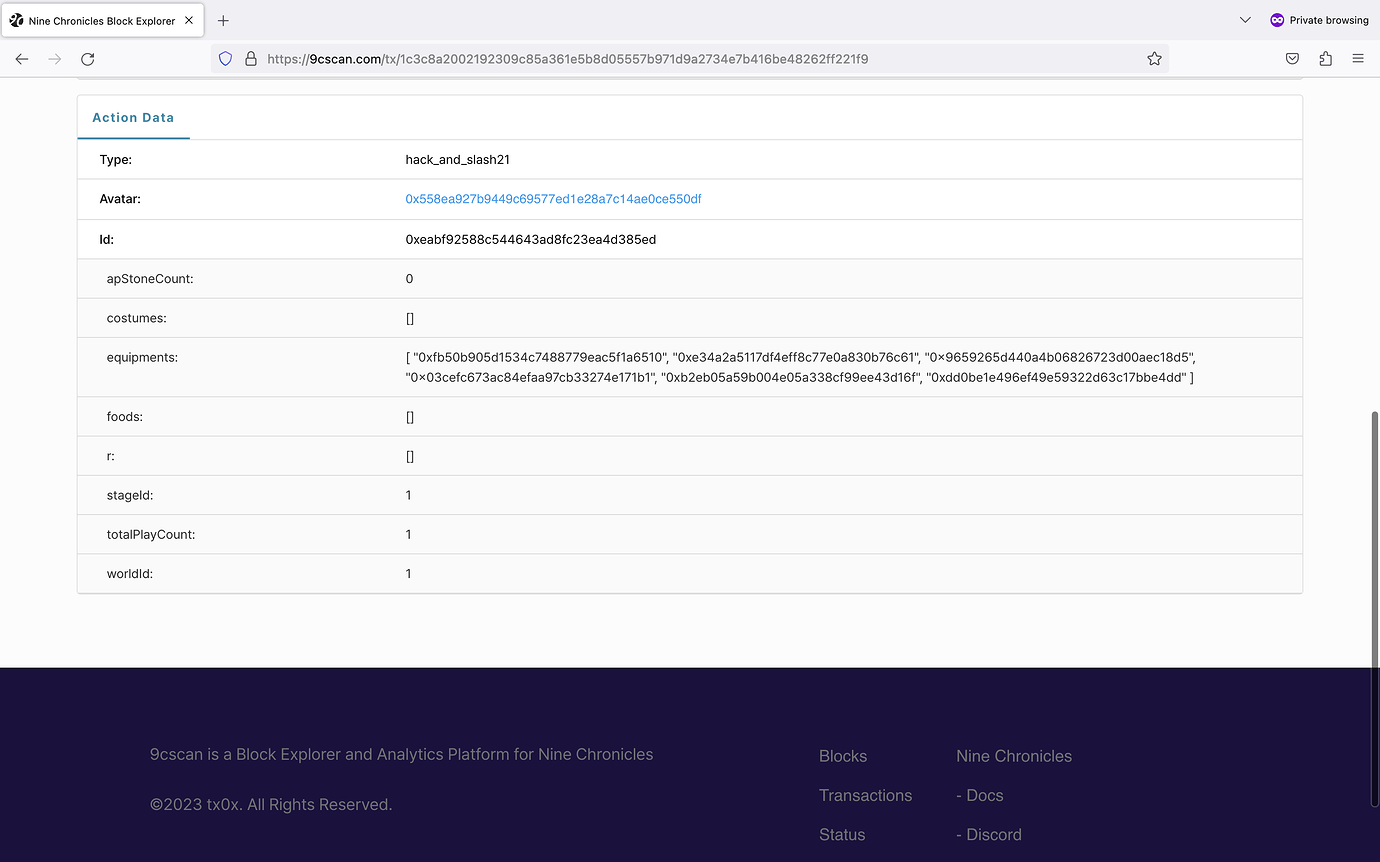 Nine Chronicles Block Explorer
Private browsing
https://9cscan.com/tx/1c3c8a2002192309c85a361e5b8d05557b971d9a2734e7b416be48262ff221f9
Action Data
Type: hack_and_slash21
Avatar: 0x558ea927b9449c69577ed1e28a7c14ae0ce550df
Id: 0xeabf92588c544643ad8fc23ea4d385ed
apStoneCount: 0
costumes: []
equipments: [ "0xfb50b905d1534c7488779eac5f1a6510", "0xe34a2a5117df4eff8c77e0a830b76c61", "0×9659265d440a4b06826723d00aec18d5",
"0×03cefc673ac84efaa97cb33274e171b1", "0xb2eb05a59b004e05a338cf99ee43d16f", "0xdd0be1e496ef49e59322d63c17bbe4dd" ]
foods: []
r: []
stageId: 1
totalPlayCount: 1
worldId: 1
9cscan is a Block Explorer and Analytics Platform for Nine Chronicles
©2023 tx0x. All Rights Reserved.
Blocks
Transactions
Status
Nine Chronicles
- Docs
- Discord